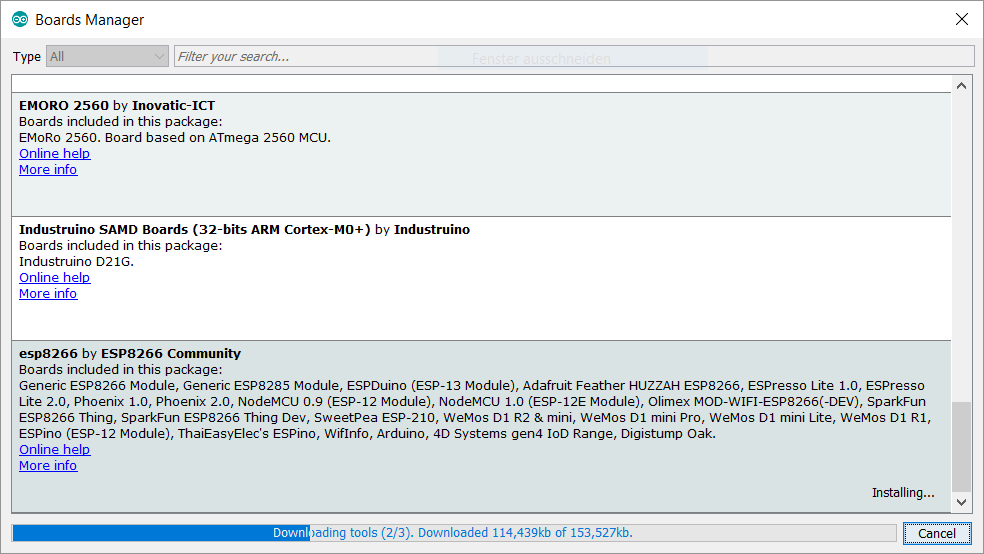 Boards Manager
Type All Filter your search...
Fenster ausschneiden
EMORO 2560 by Inovatic-ICT
Boards included in this package:
EMoRo 2560. Board based on ATmega 2560 MCU.
Online help
More info
Industruino SAMD Boards (32-bits ARM Cortex-M0+) by Industruino
Boards included in this package:
Industruino D21G.
Online help
More info
esp8266 by ESP8266 Community
Boards included in this package:
Generic ESP8266 Module, Generic ESP8285 Module, ESPDuino (ESP-13 Module), Adafruit Feather HUZZAH ESP8266, ESPresso Lite 1.0, ESPresso
Lite 2.0, Phoenix 1.0, Phoenix 2.0, NodeMCU 0.9 (ESP-12 Module), NodeMCU 1.0 (ESP-12E Module), Olimex MOD-WIFI-ESP8266(-DEV), SparkFun
ESP8266 Thing, SparkFun ESP8266 Thing Dev, SweetPea ESP-210, WeMos D1 R2 & mini, WeMos D1 mini Pro, WeMos D1 mini Lite, WeMos D1 R1,
ESPino (ESP-12 Module), ThaiEasyElec's ESPino, WifInfo, Arduino, 4D Systems gen4 IoD Range, Digistump Oak.
Online help
More info
Installing...
Downloading tools (2/3). Downloaded 114,439kb of 153,527kb.
Cancel